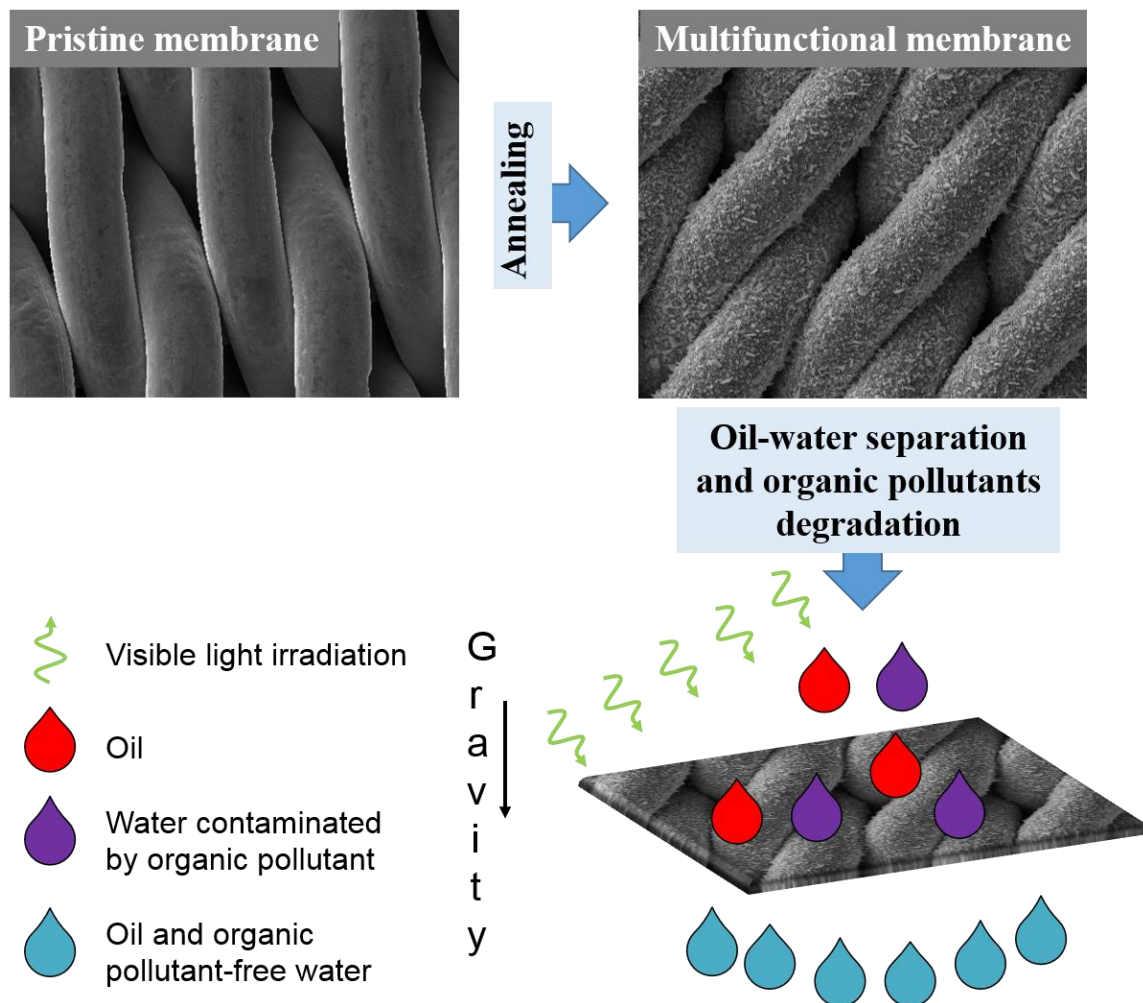 Pristine membrane
Multifunctional membrane
Annealing
Oil-water separation
and organic pollutants
degradation
Visible light irradiation
Oil
Water contaminated
by organic pollutant
Oil and organic
pollutant-free water
Gravity